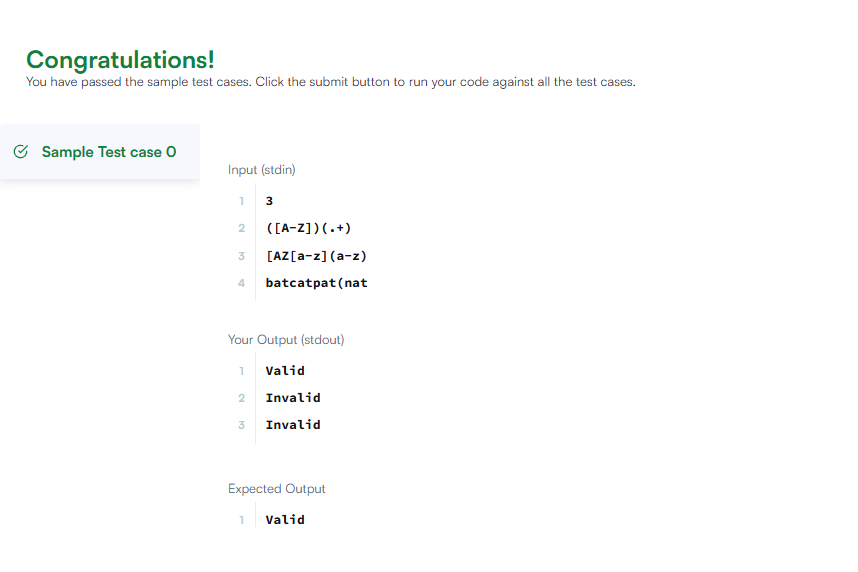 Congratulations!
You have passed the sample test cases. Click the submit button to run your code against all the test cases.
Sample Test case 0
Input (stdin)
1 3
2 ([A-Z])(.+)
3 [AZ[a-z](a-z)
4 batcatpat(nat
Your Output (stdout)
1 Valid
2 Invalid
3 Invalid
Expected Output
1 Valid